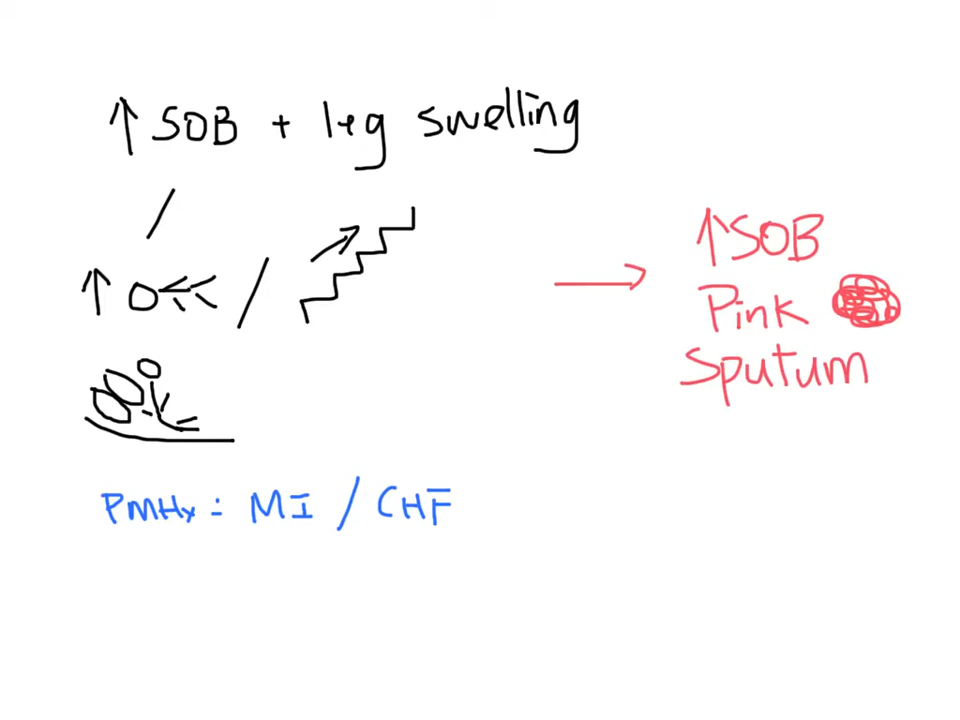 ↑ SOB + leg swelling
/
↑ /
↑SOB
Pink
Sputum
PMHx: MI / CHF